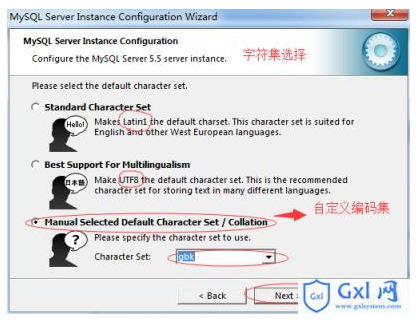 MySQL Server Instance Configuration Wizard
MySQL Server Instance Configuration
Configure the MySQL Server 5.5 server instance.
字符集选择
Please select the default character set.
Standard Character Set
Hello!
Makes Latin1 the default charset. This character set is suited for
English and other West European languages.
Best Support For Multilingualism
日本語
Make UTF8 the default character set. This is the recommended
character set for storing text in many different languages.
自定义编码集
Manual Selected Default Character Set / Collation
?
Please specify the character set to use.
Character Set:
gbk
< Back
Next >
Gxl
Gxl 网
www.gxlsystem.com